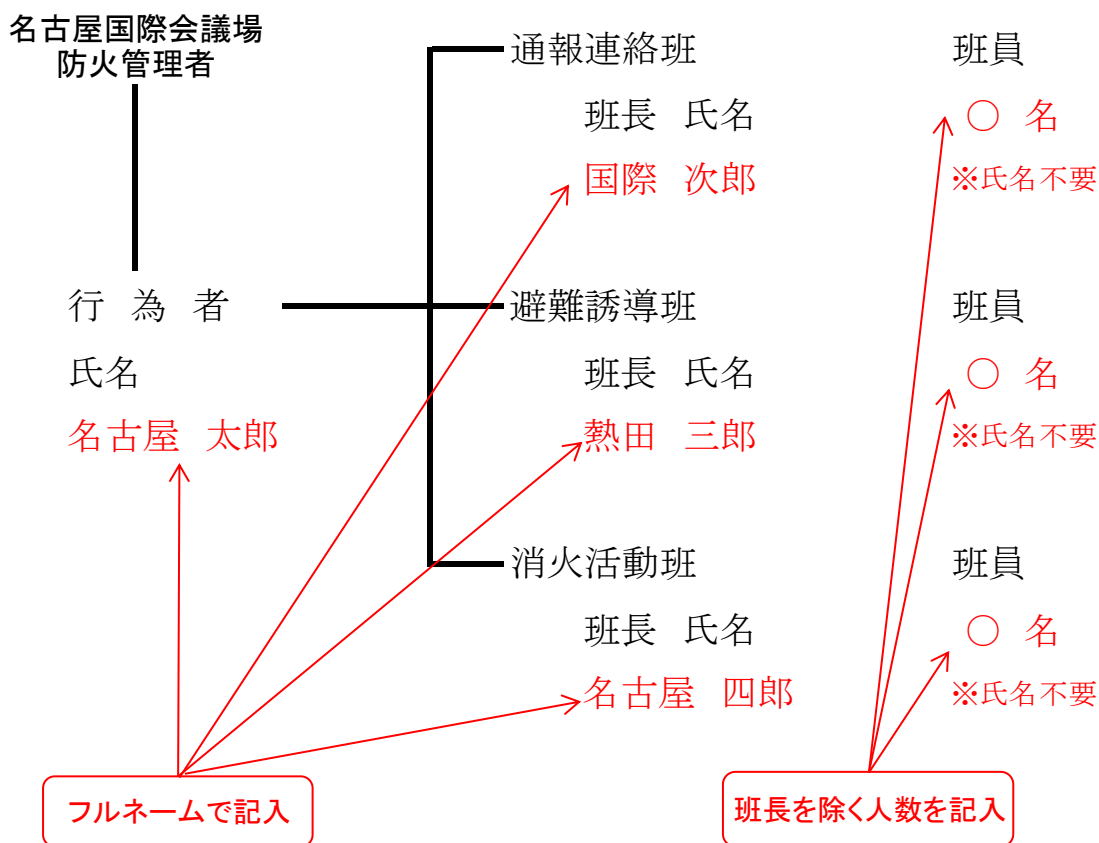 名古屋国際会議場
防火管理者
通報連絡班
班員
班長 氏名
○ 名
国際 次郎
※氏名不要
行 為 者
避難誘導班
班員
氏名
班長 氏名
○ 名
名古屋 太郎
熱田 三郎
※氏名不要
消火活動班
班員
班長 氏名
○ 名
名古屋 四郎
※氏名不要
フルネームで記入
班長を除く人数を記入